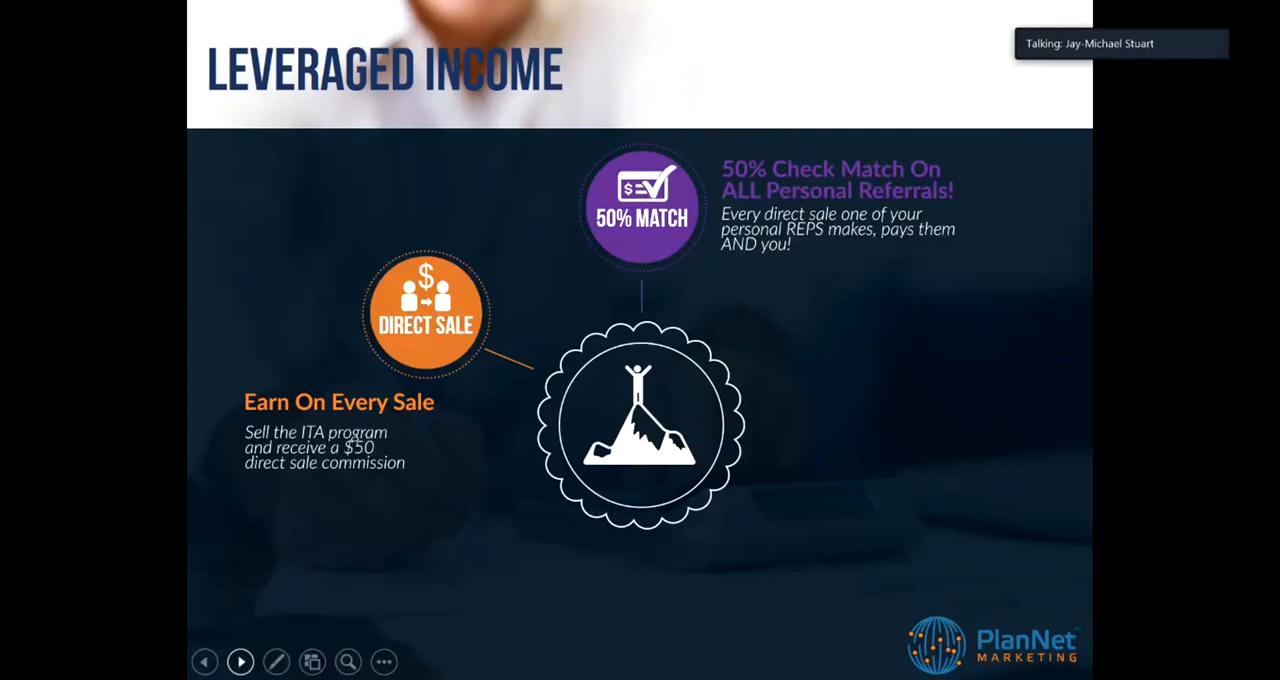 LEVERAGED INCOME
Talking: Jay-Michael Stuart
$
50% MATCH
50% Check Match On
ALL Personal Referrals!
Every direct sale one of your
personal REPS makes, pays them
AND you!
$
DIRECT SALE
Earn On Every Sale
Sell the ITA program
and receive a $50
direct sale commission
PlanNet™
MARKETING